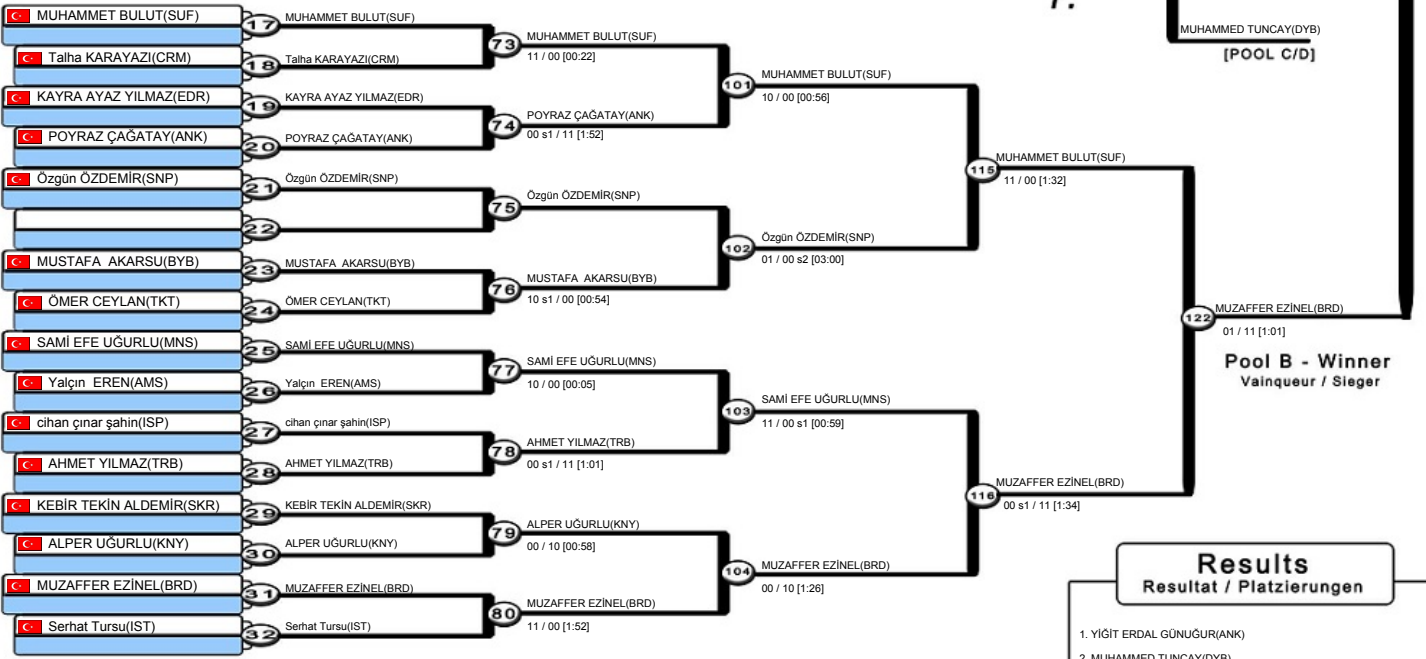 1.
MUHAMMED TUNCAY(DYB)
[POOL C/D]
MUHAMMET BULUT(SUF)
Talha KARAYAZI(CRM)
KAYRA AYAZ YILMAZ(EDR)
POYRAZ ÇAĞATAY(ANK)
Özgün ÖZDEMİR(SNP)
MUSTAFA AKARSU(BYB)
ÖMER CEYLAN(TKT)
SAMİ EFE UĞURLU(MNS)
Yalçın EREN(AMS)
cihan çınar şahin(ISP)
AHMET YILMAZ(TRB)
KEBİR TEKİN ALDEMİR(SKR)
ALPER UĞURLU(KNY)
MUZAFFER EZİNEL(BRD)
Serhat Tursu(IST)
17 MUHAMMET BULUT(SUF)
18 Talha KARAYAZI(CRM)
19 KAYRA AYAZ YILMAZ(EDR)
20 POYRAZ ÇAĞATAY(ANK)
21 Özgün ÖZDEMİR(SNP)
22
23 MUSTAFA AKARSU(BYB)
24 ÖMER CEYLAN(TKT)
25 SAMİ EFE UĞURLU(MNS)
26 Yalçın EREN(AMS)
27 cihan çınar şahin(ISP)
28 AHMET YILMAZ(TRB)
29 KEBİR TEKİN ALDEMİR(SKR)
30 ALPER UĞURLU(KNY)
31 MUZAFFER EZİNEL(BRD)
32 Serhat Tursu(IST)
73 MUHAMMET BULUT(SUF)
11 / 00 [00:22]
74 POYRAZ ÇAĞATAY(ANK)
00 s1 / 11 [1:52]
75 Özgün ÖZDEMİR(SNP)
76 MUSTAFA AKARSU(BYB)
10 s1 / 00 [00:54]
77 SAMİ EFE UĞURLU(MNS)
10 / 00 [00:05]
78 AHMET YILMAZ(TRB)
00 s1 / 11 [1:01]
79 ALPER UĞURLU(KNY)
00 / 10 [00:58]
80 MUZAFFER EZİNEL(BRD)
11 / 00 [1:52]
101 MUHAMMET BULUT(SUF)
10 / 00 [00:56]
102 Özgün ÖZDEMİR(SNP)
01 / 00 s2 [03:00]
103 SAMİ EFE UĞURLU(MNS)
11 / 00 s1 [00:59]
104 MUZAFFER EZİNEL(BRD)
00 / 10 [1:26]
115 MUHAMMET BULUT(SUF)
11 / 00 [1:32]
116 MUZAFFER EZİNEL(BRD)
00 s1 / 11 [1:34]
122 MUZAFFER EZİNEL(BRD)
01 / 11 [1:01]
Pool B - Winner
Vainqueur / Sieger
Results
Resultat / Platzierungen
1. YİĞİT ERDAL GÜNUĞUR(ANK)
2. MUHAMMED TUNCAY(DYB)